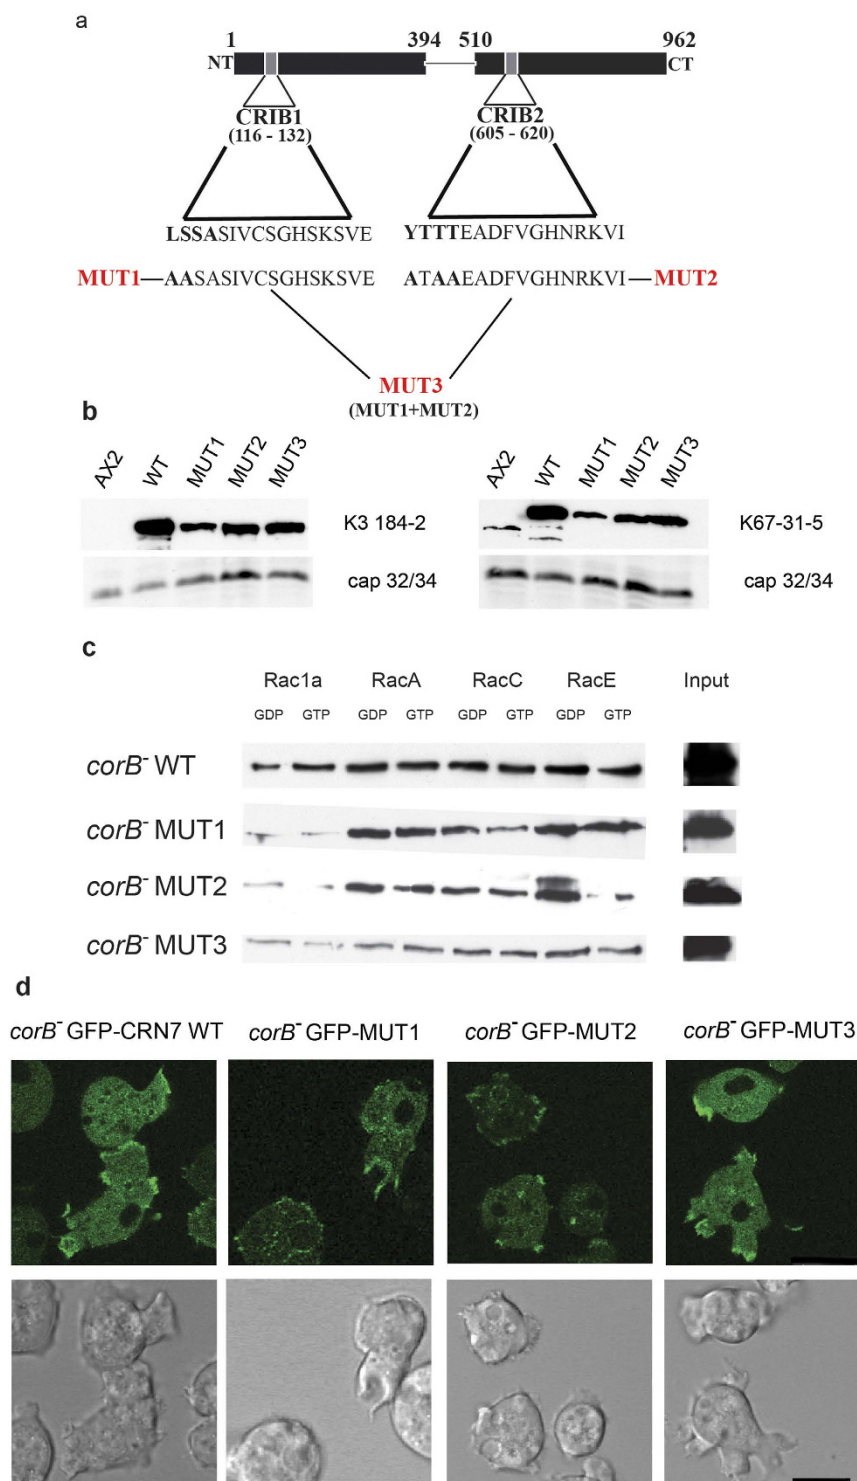 a
1 394 510 962
NT CT
CRIB1 CRIB2
(116 - 132) (605 - 620)
LSSASIVCSGHSKSVE YTTTEADFVGHNRKVI
MUT1 AASASIVCSGHSKSVE ATAAEADFVGHNRKVI MUT2
MUT3
(MUT1+MUT2)
b
AX2 WT MUT1 MUT2 MUT3 AX2 WT MUT1 MUT2 MUT3
K3 184-2 K67-31-5
cap 32/34 cap 32/34
c
Rac1a RacA RacC RacE Input
GDP GTP GDP GTP GDP GTP GDP GTP
corB- WT
corB- MUT1
corB- MUT2
corB- MUT3
d
corB- GFP-CRN7 WT corB- GFP-MUT1 corB- GFP-MUT2 corB- GFP-MUT3